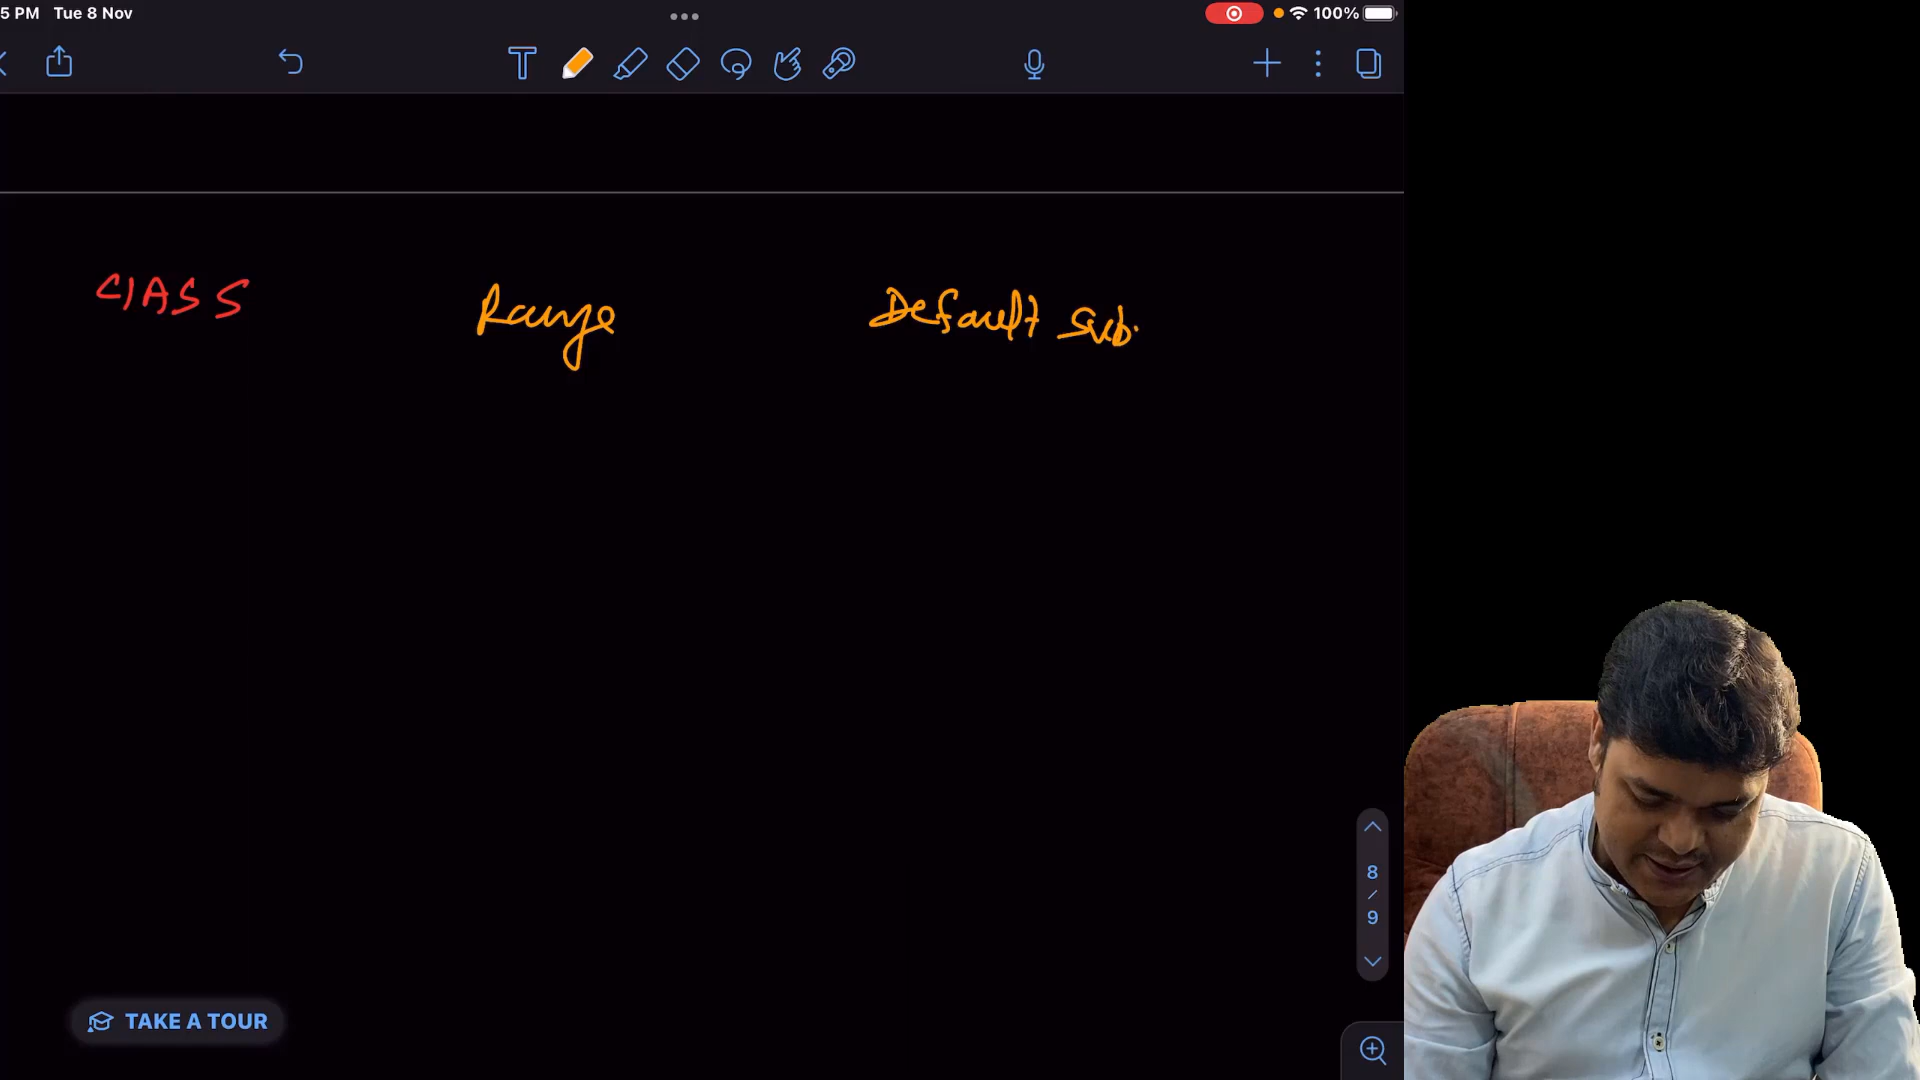 5 PM Tue 8 Nov
100%
T
CLASS Range Default sub.
8
/
9
TAKE A TOUR